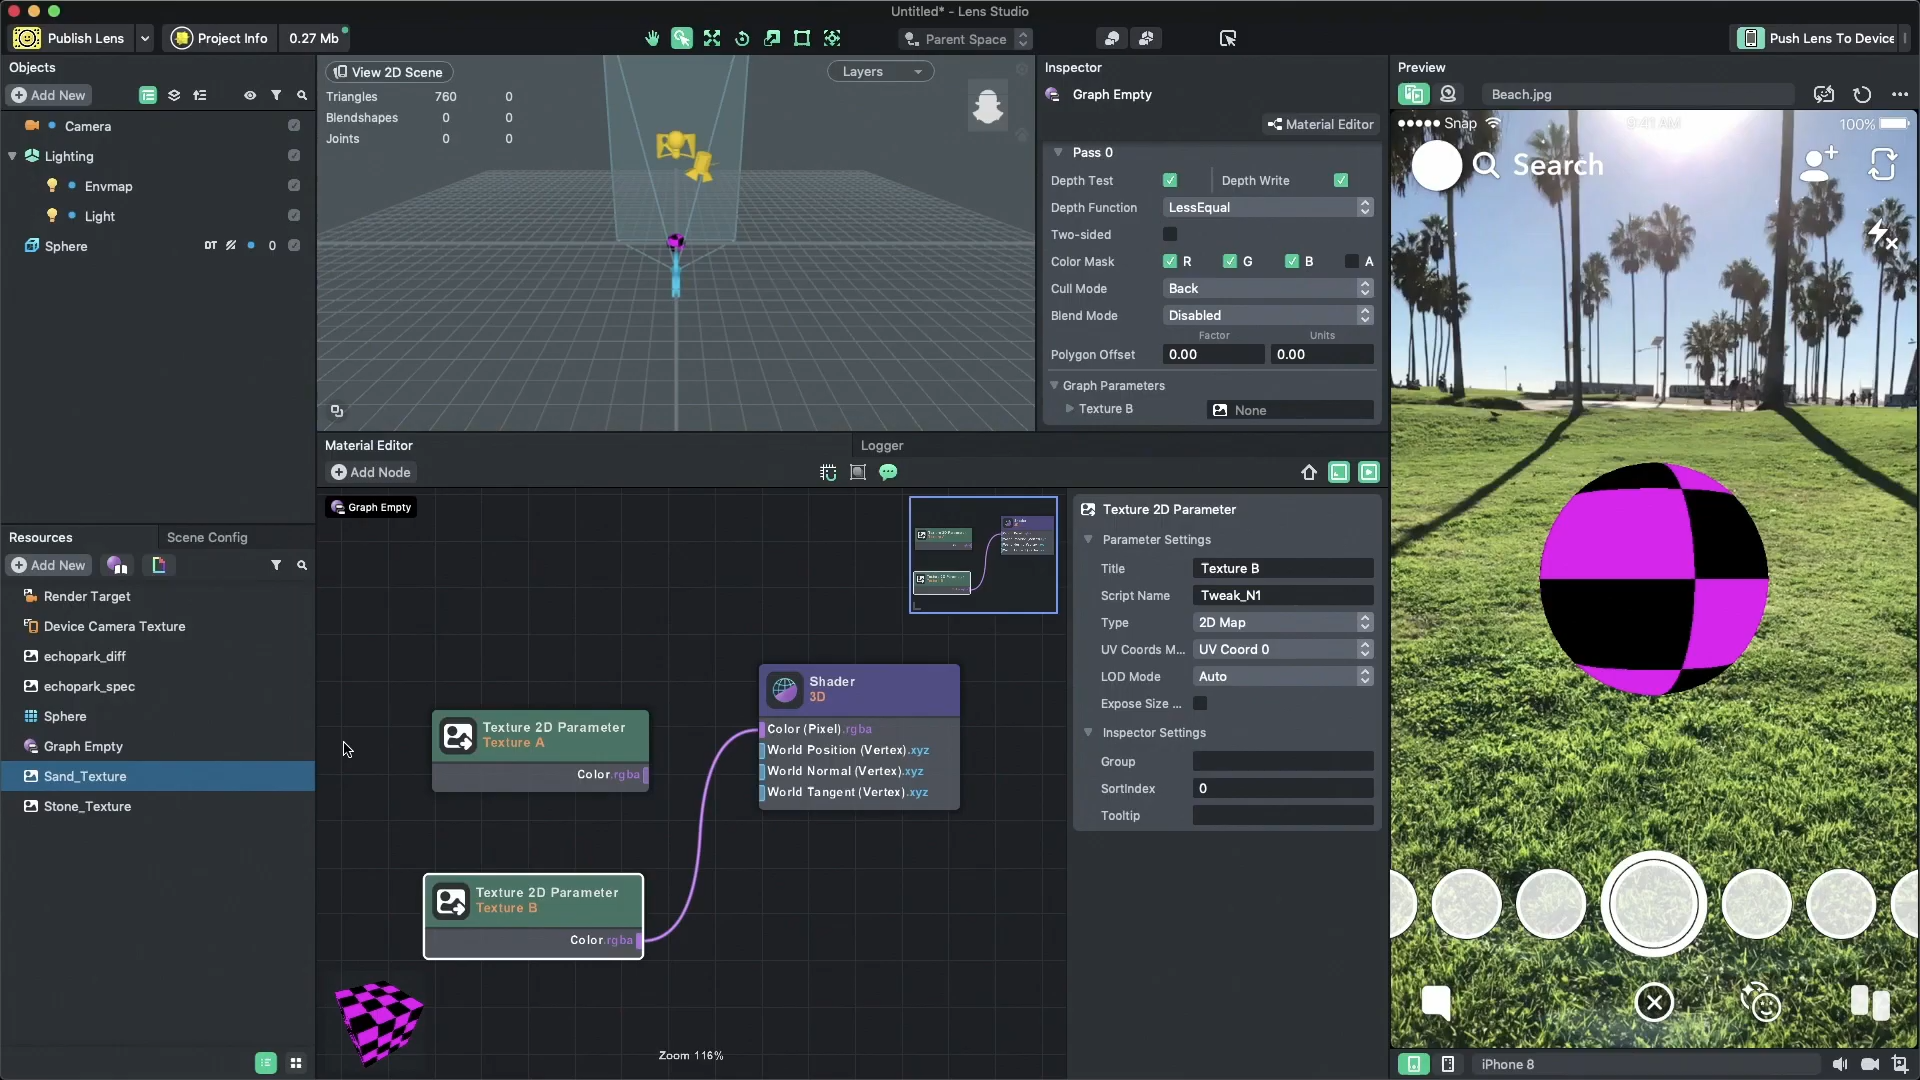 Untitled* - Lens Studio
Publish Lens
Project Info
0.27 Mb
Parent Space
Push Lens To Device
Objects
Add New
Camera
Lighting
Envmap
Light
Sphere
DT
0
View 2D Scene
Layers
Triangles 760 0
Blendshapes 0 0
Joints 0 0
Inspector
Graph Empty
Material Editor
Pass 0
Depth Test
Depth Write
Depth Function LessEqual
Two-sided
Color Mask R G B A
Cull Mode Back
Blend Mode Disabled
Factor Units
Polygon Offset 0.00 0.00
Graph Parameters
Texture B None
Preview
Beach.jpg
Snap
9:41 AM
100%
Search
iPhone 8
Resources
Scene Config
Add New
Render Target
Device Camera Texture
echopark_diff
echopark_spec
Sphere
Graph Empty
Sand_Texture
Stone_Texture
Material Editor
Logger
Add Node
Graph Empty
Texture 2D Parameter
Texture A
Color.rgba
Texture 2D Parameter
Texture B
Color.rgba
Shader
3D
Color (Pixel).rgba
World Position (Vertex).xyz
World Normal (Vertex).xyz
World Tangent (Vertex).xyz
Zoom 116%
Texture 2D Parameter
Parameter Settings
Title Texture B
Script Name Tweak_N1
Type 2D Map
UV Coords M... UV Coord 0
LOD Mode Auto
Expose Size ...
Inspector Settings
Group
SortIndex 0
Tooltip